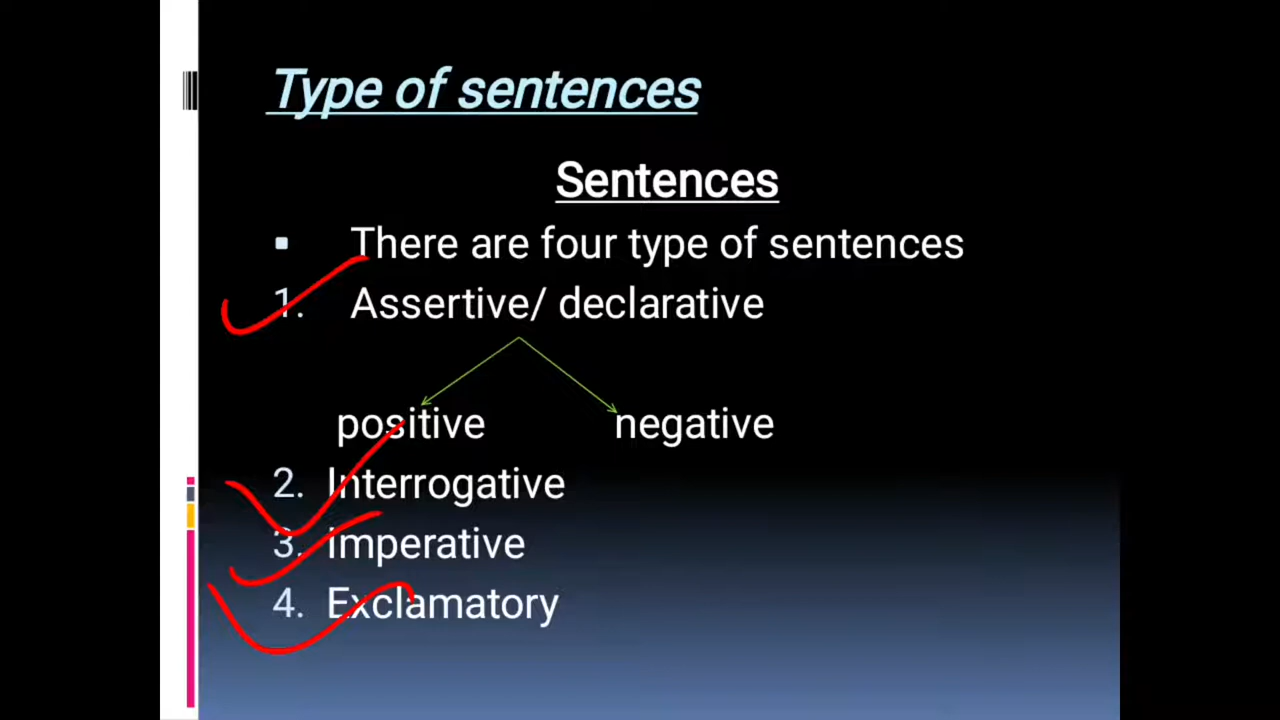 Type of sentences
Sentences
▪ There are four type of sentences
1. Assertive/ declarative
positive negative
2. Interrogative
3. Imperative
4. Exclamatory